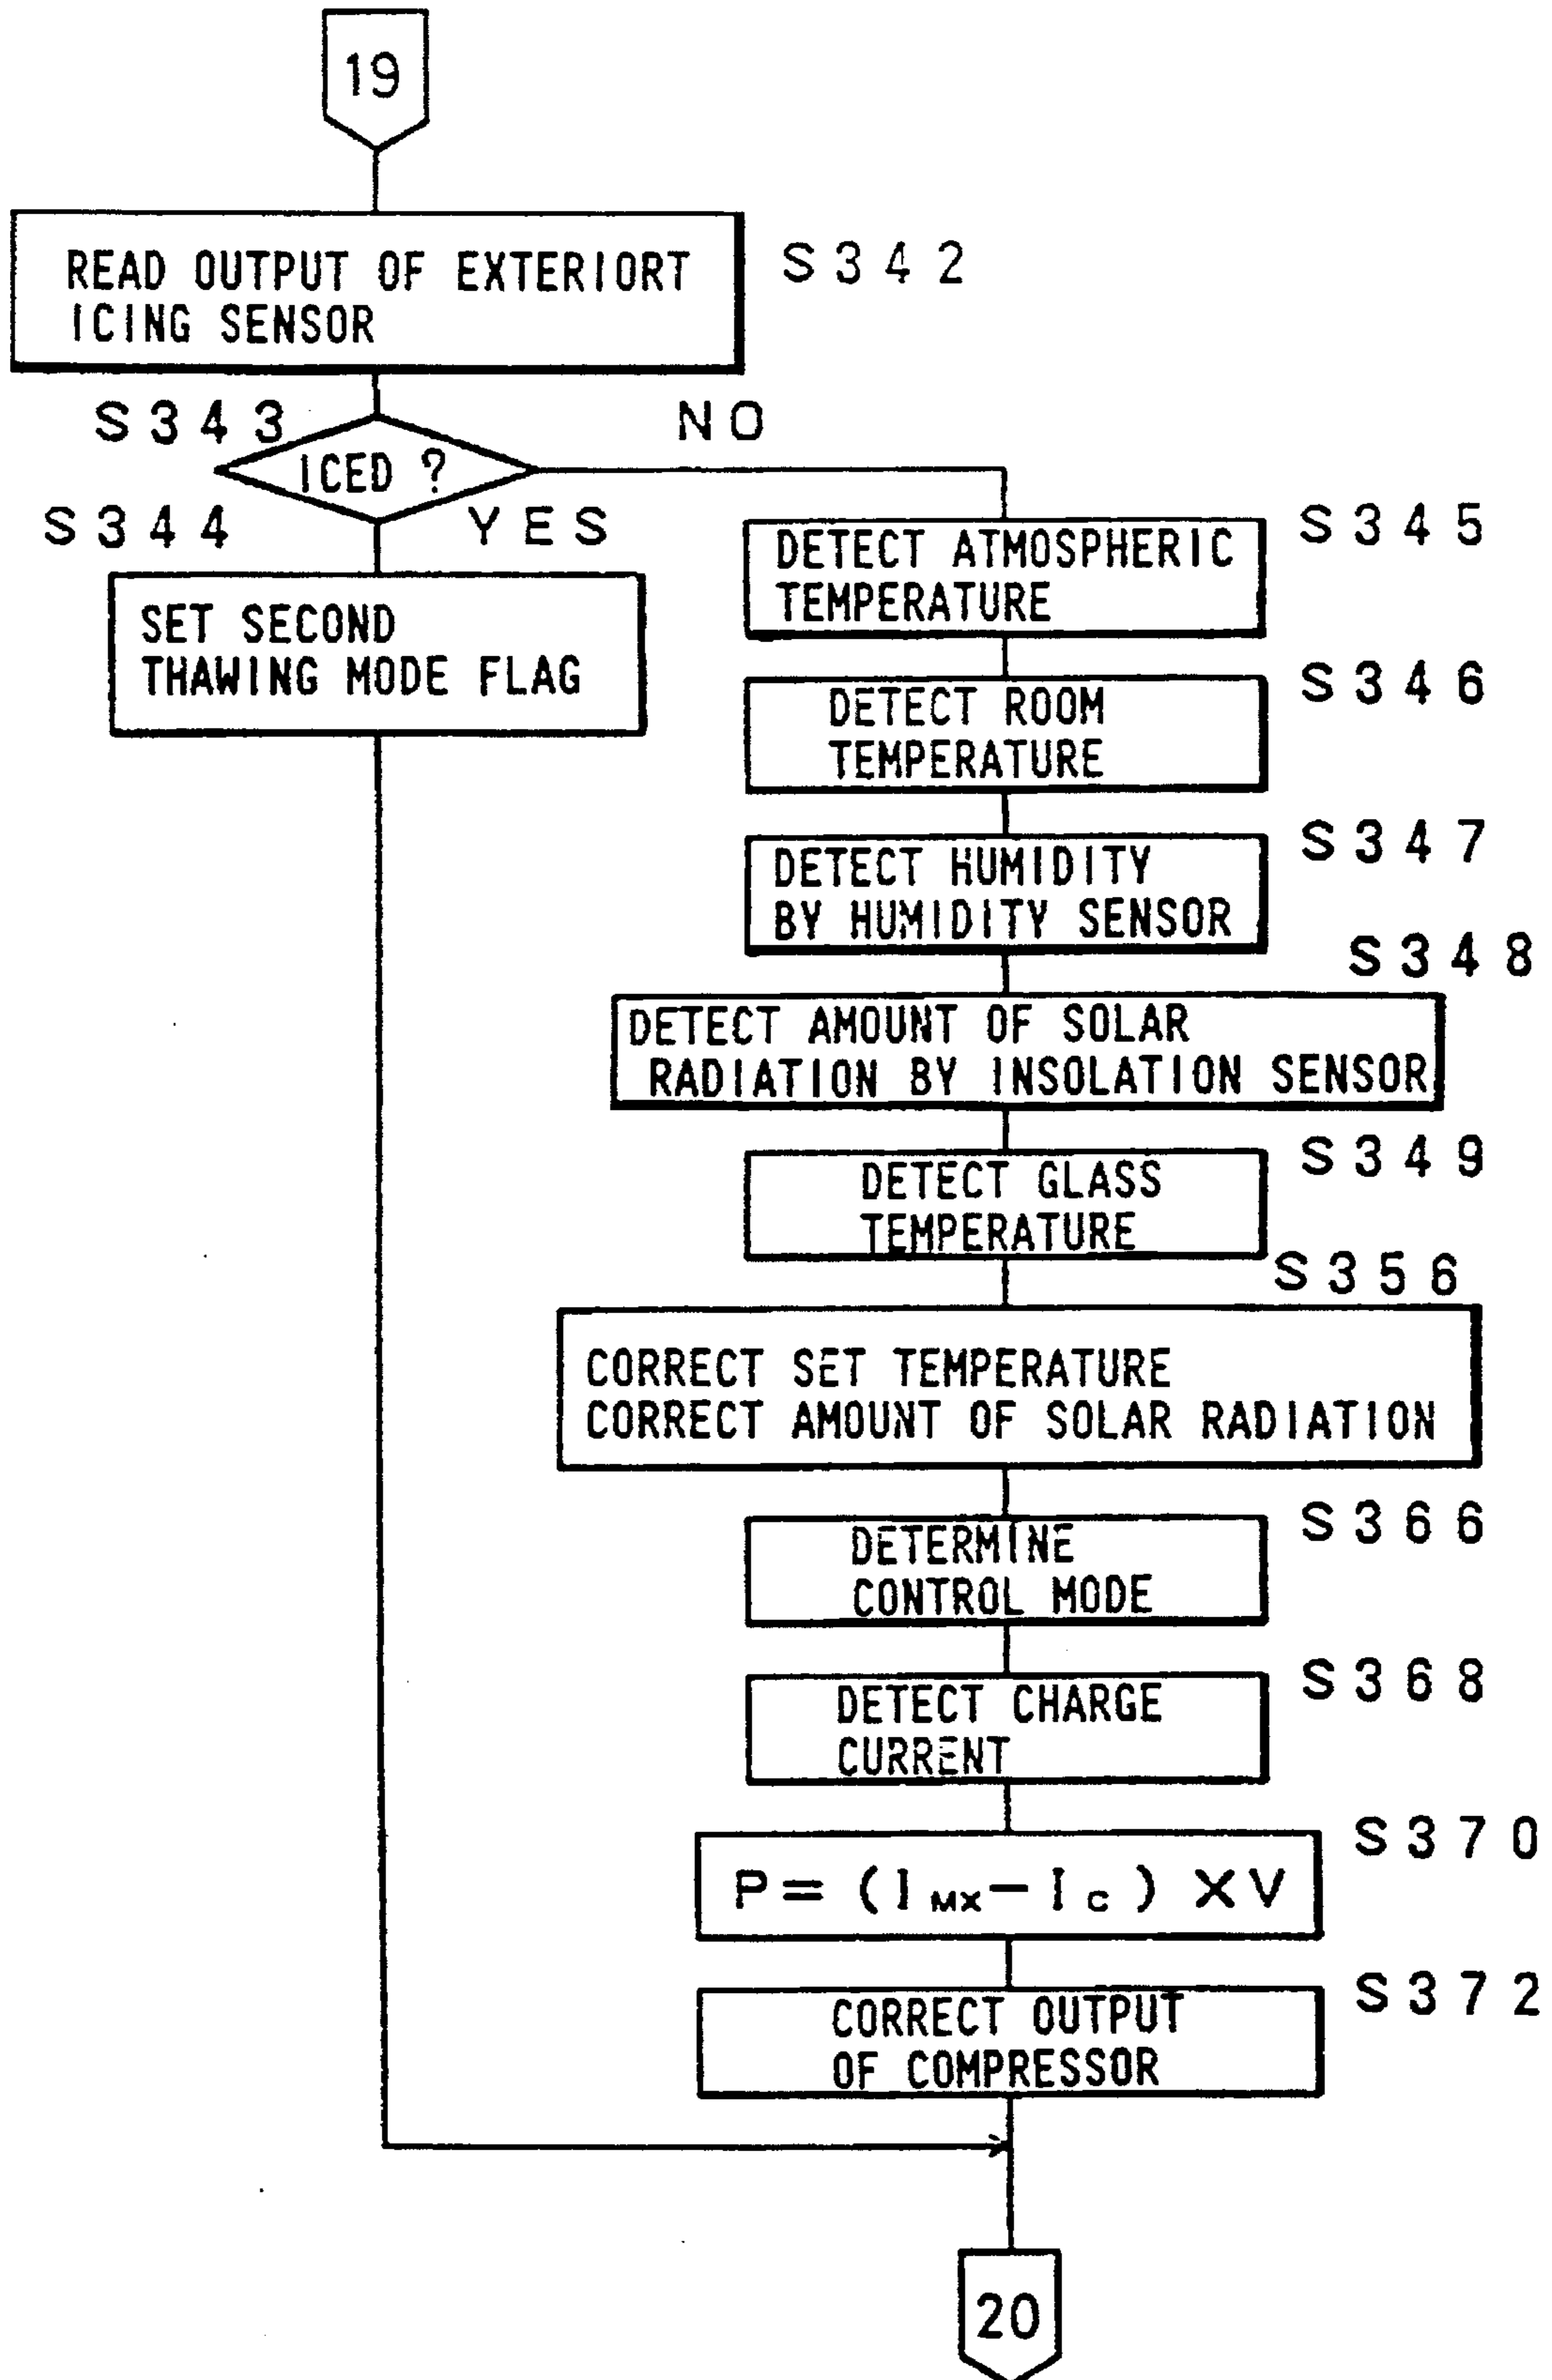 19
READ OUTPUT OF EXTERIORT
ICING SENSOR
S342
S343
ICED ?
NO
S344
YES
SET SECOND
THAWING MODE FLAG
DETECT ATMOSPHERIC
TEMPERATURE
S345
DETECT ROOM
TEMPERATURE
S346
DETECT HUMIDITY
BY HUMIDITY SENSOR
S347
DETECT AMOUNT OF SOLAR
RADIATION BY INSOLATION SENSOR
S348
DETECT GLASS
TEMPERATURE
S349
CORRECT SET TEMPERATURE
CORRECT AMOUNT OF SOLAR RADIATION
S356
DETERMINE
CONTROL MODE
S366
DETECT CHARGE
CURRENT
S368
P = (I MX - I C) X V
S370
CORRECT OUTPUT
OF COMPRESSOR
S372
20